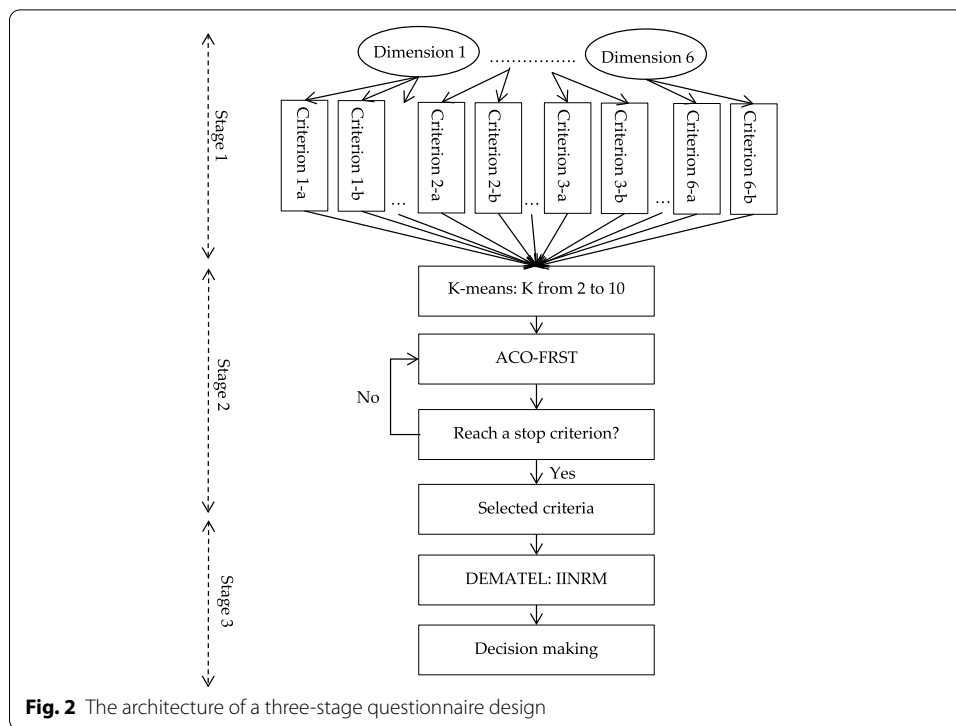 Dimension 1
................
Dimension 6
Stage 1
Criterion 1-a
Criterion 1-b
...
Criterion 2-a
Criterion 2-b
...
Criterion 3-a
Criterion 3-b
...
Criterion 6-a
Criterion 6-b
Stage 2
K-means: K from 2 to 10
ACO-FRST
No
Reach a stop criterion?
Yes
Selected criteria
Stage 3
DEMATEL: IINRM
Decision making
Fig. 2 The architecture of a three-stage questionnaire design